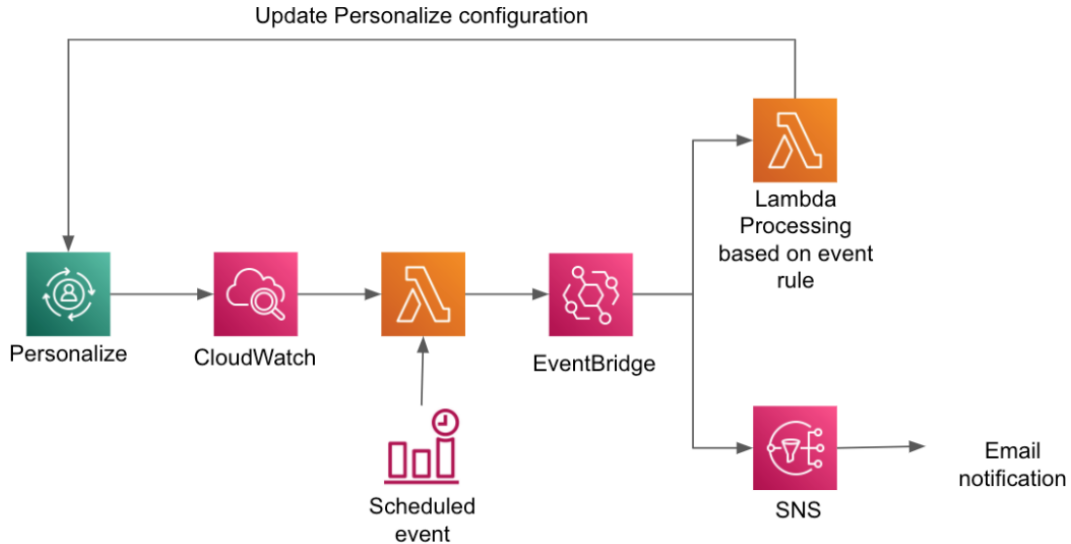 Update Personalize configuration
Lambda
Processing
based on event
rule
Personalize
CloudWatch
EventBridge
Scheduled
event
SNS
Email
notification